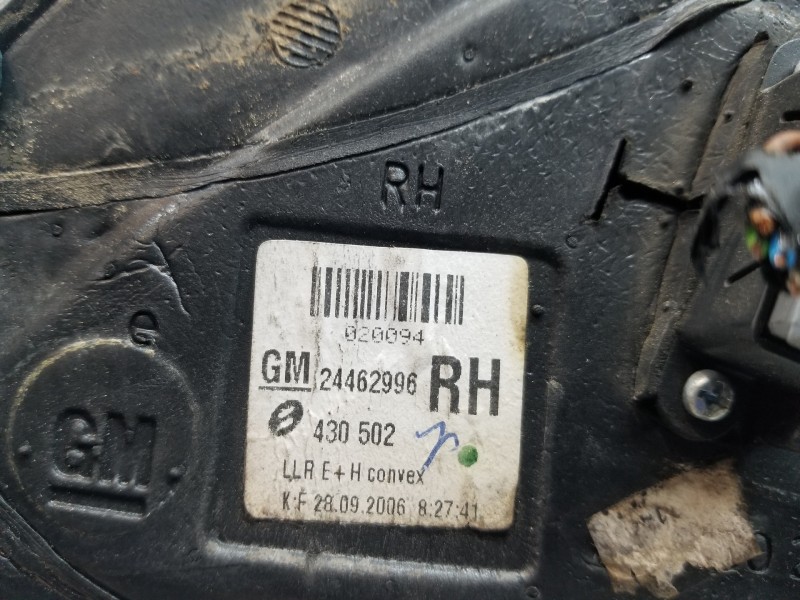 RH
020094
GM 24462996 RH
430 502
LLR E+H convex
K:F 28.09.2006 8:27:41
GM